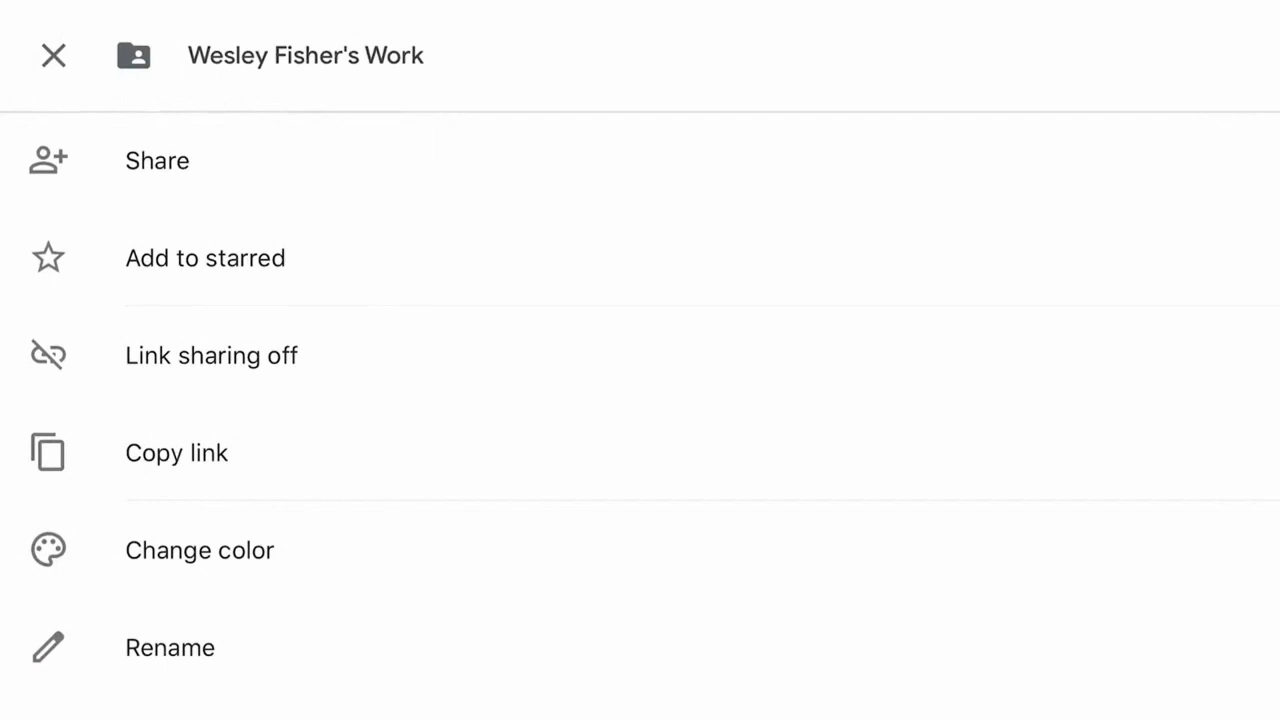 Wesley Fisher's Work
Share
Add to starred
Link sharing off
Copy link
Change color
Rename